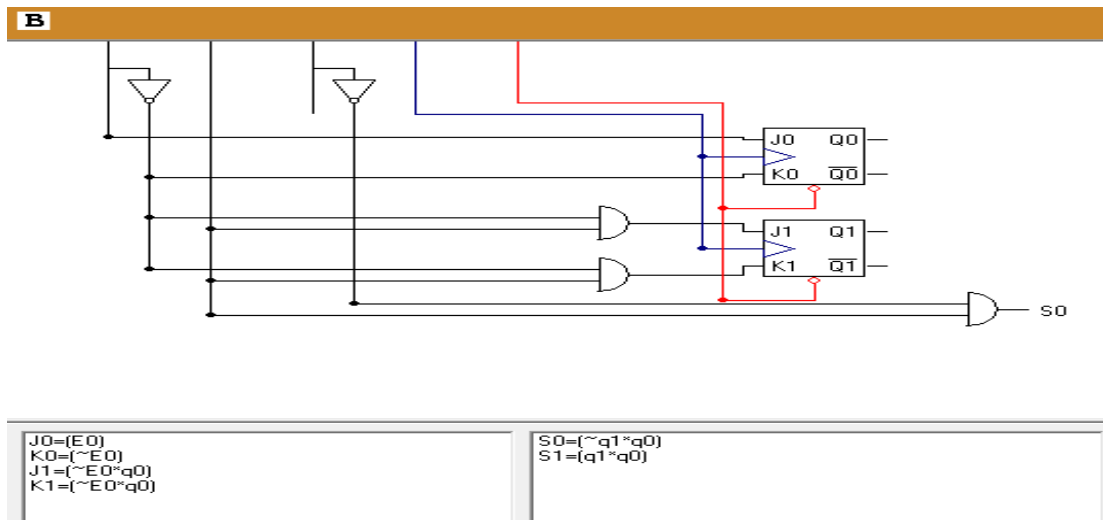 B
J0 Q0
K0 Q0
J1 Q1
K1 Q1
S0
J0=(E0)
K0=(~E0)
J1=(~E0*q0)
K1=(~E0*q0)
S0=(~q1*q0)
S1=(q1*q0)